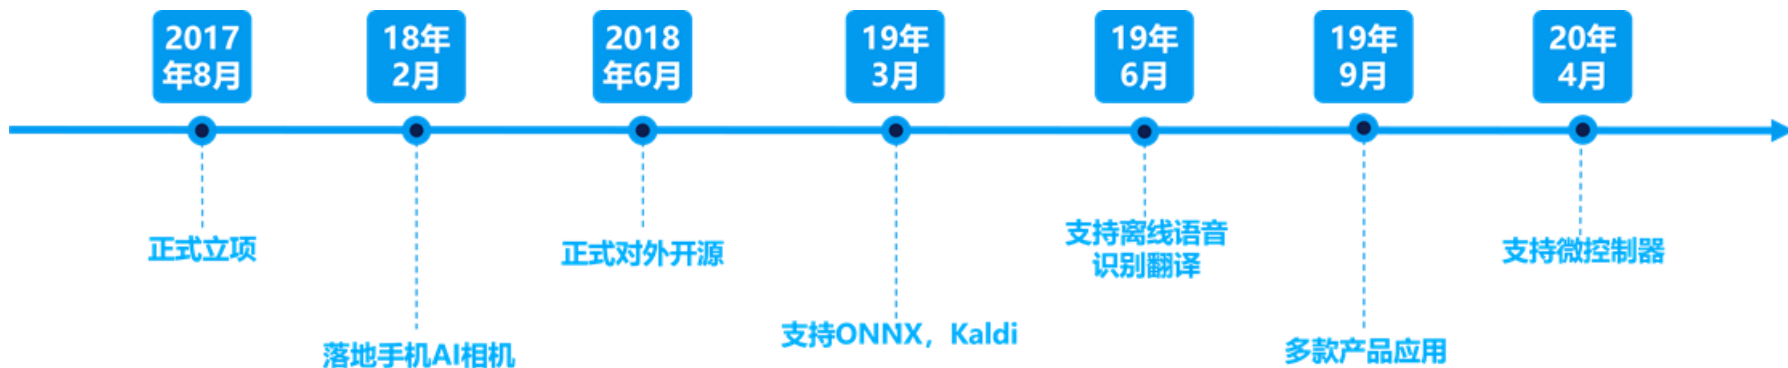 2017
年8月
18年
2月
2018
年6月
19年
3月
19年
6月
19年
9月
20年
4月
正式立项
落地手机AI相机
正式对外开源
支持ONNX，Kaldi
支持离线语音
识别翻译
多款产品应用
支持微控制器